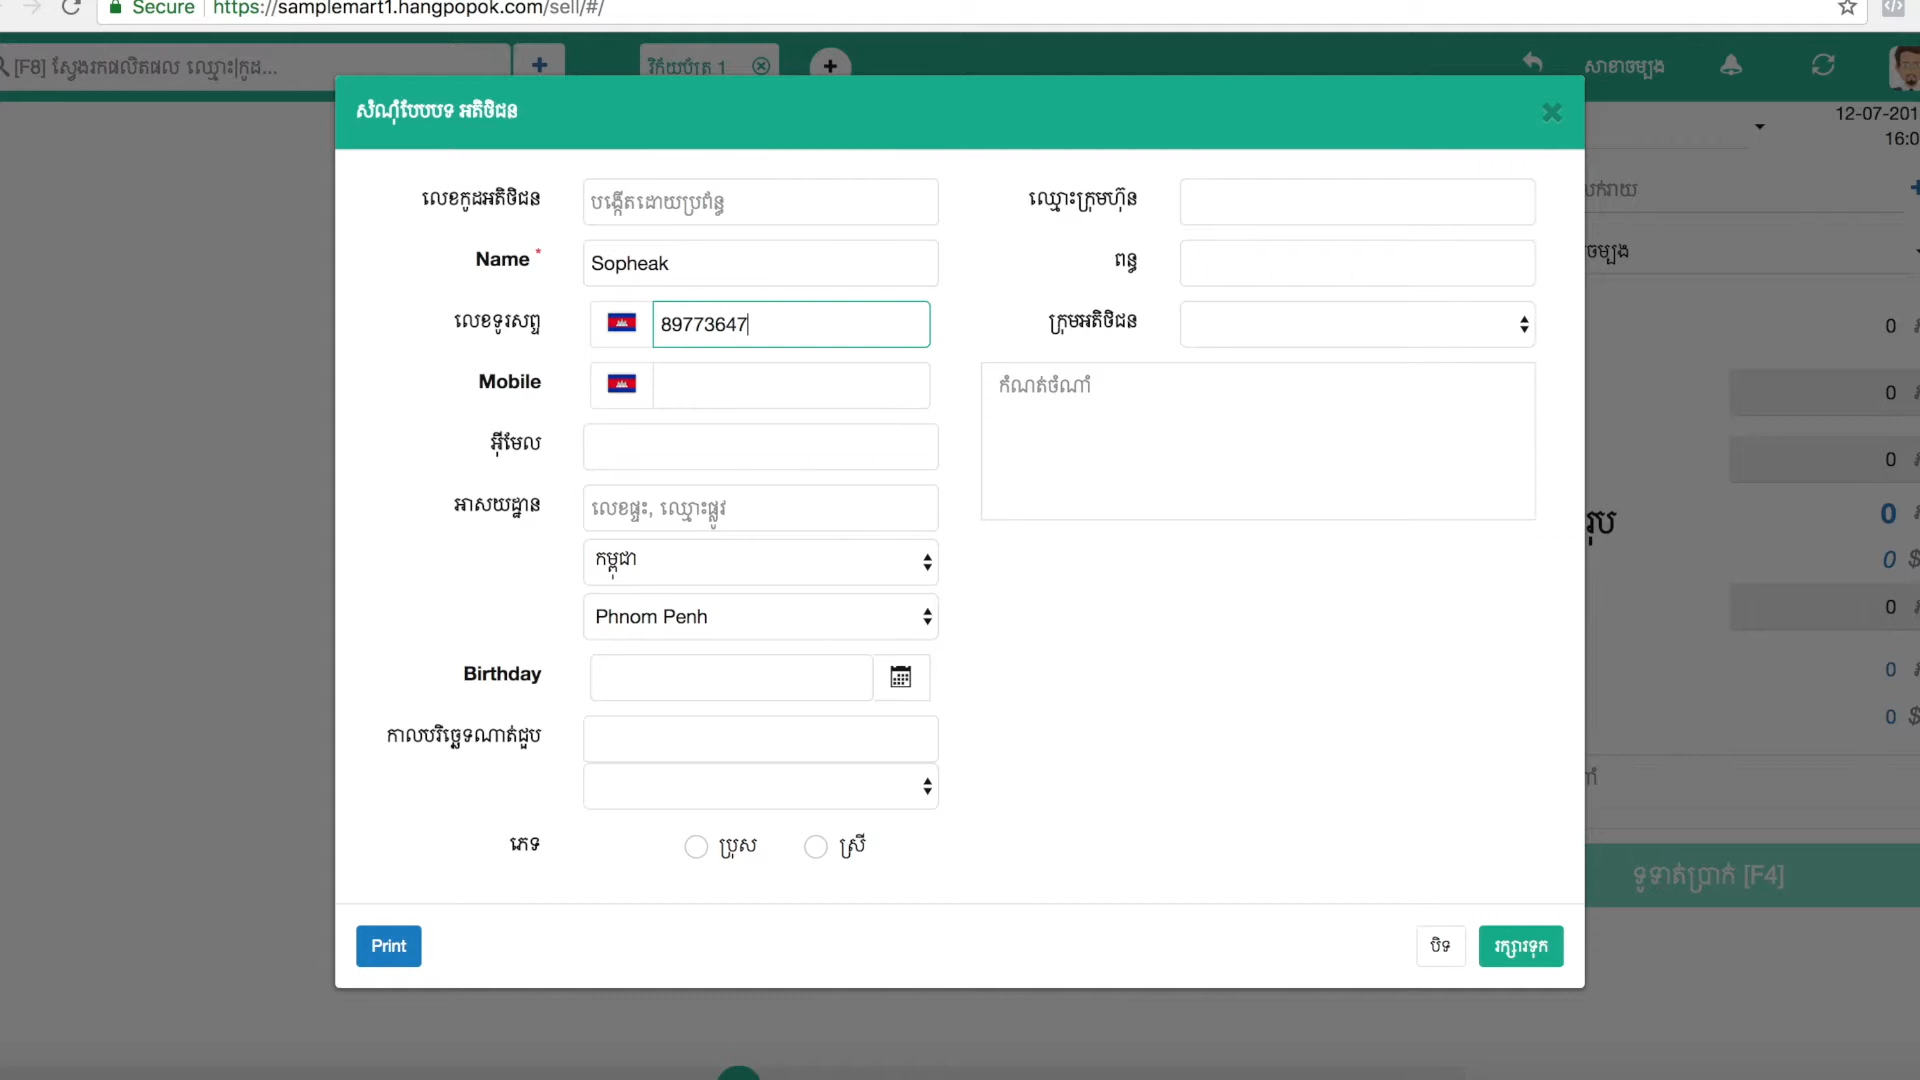 Secure https://samplemart1.hangpopok.com/sell/#/
[F8] ស្វែងរកផលិតផល ឈ្មោះ|កូដ...
វិក័យប័ត្រ 1
សាខាចម្បង
12-07-201
16:0
សំណុំបែបបទ អតិថិជន
លេខកូដអតិថិជន
បង្កើតដោយប្រព័ន្ធ
ឈ្មោះក្រុមហ៊ុន
Name *
Sopheak
ពន្ធ
ចម្បង
លេខទូរសព្ទ
89773647
ក្រុមអតិថិជន
0
Mobile
កំណត់ចំណាំ
0
អ៊ីមែល
0
អាសយដ្ឋាន
លេខផ្ទះ, ឈ្មោះផ្លូវ
0
កម្ពុជា
0 $
Phnom Penh
0
Birthday
0
កាលបរិច្ឆេទណាត់ជួប
0 $
ភេទ
ប្រុស
ស្រី
ទូទាត់ប្រាក់ [F4]
Print
បិទ
រក្សារទុក